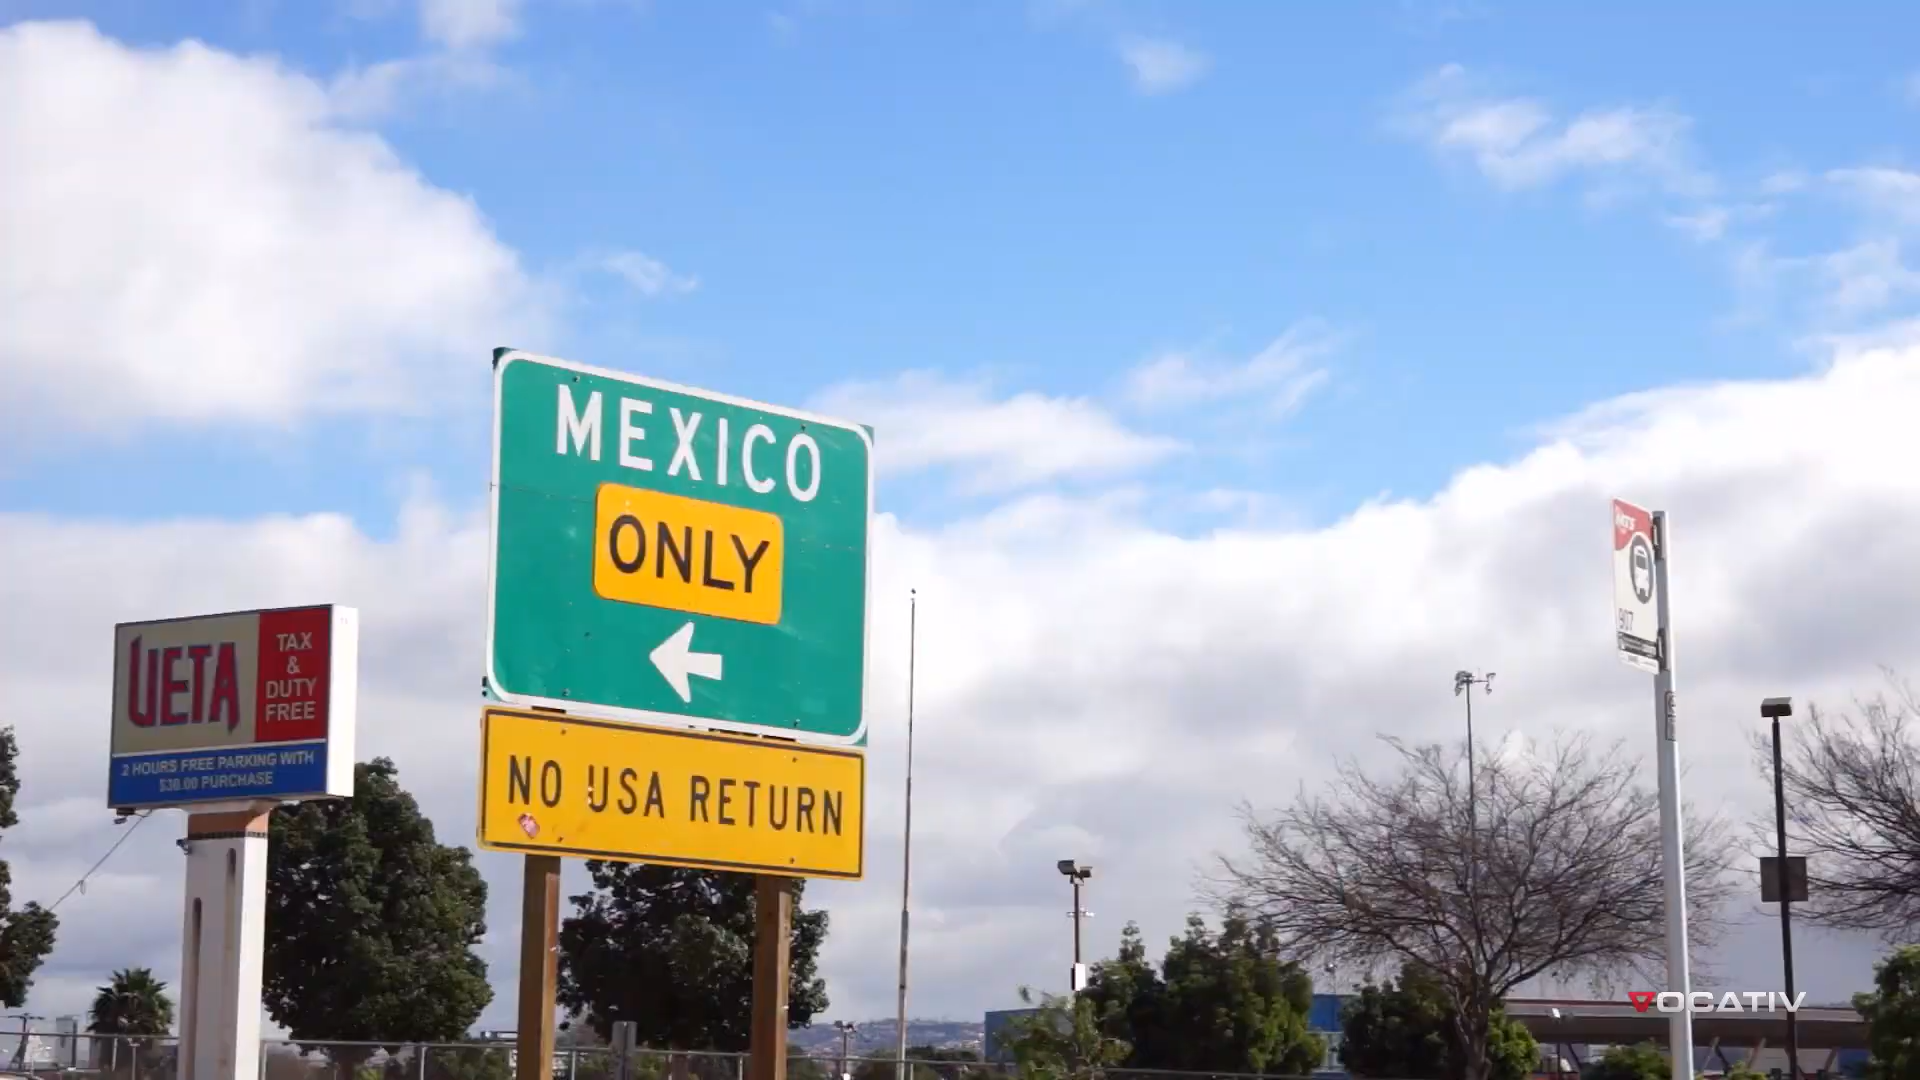 MEXICO
ONLY
NO USA RETURN
UETA
TAX
&
DUTY
FREE
2 HOURS FREE PARKING WITH
$30.00 PURCHASE
MTS
907
VOCATIV